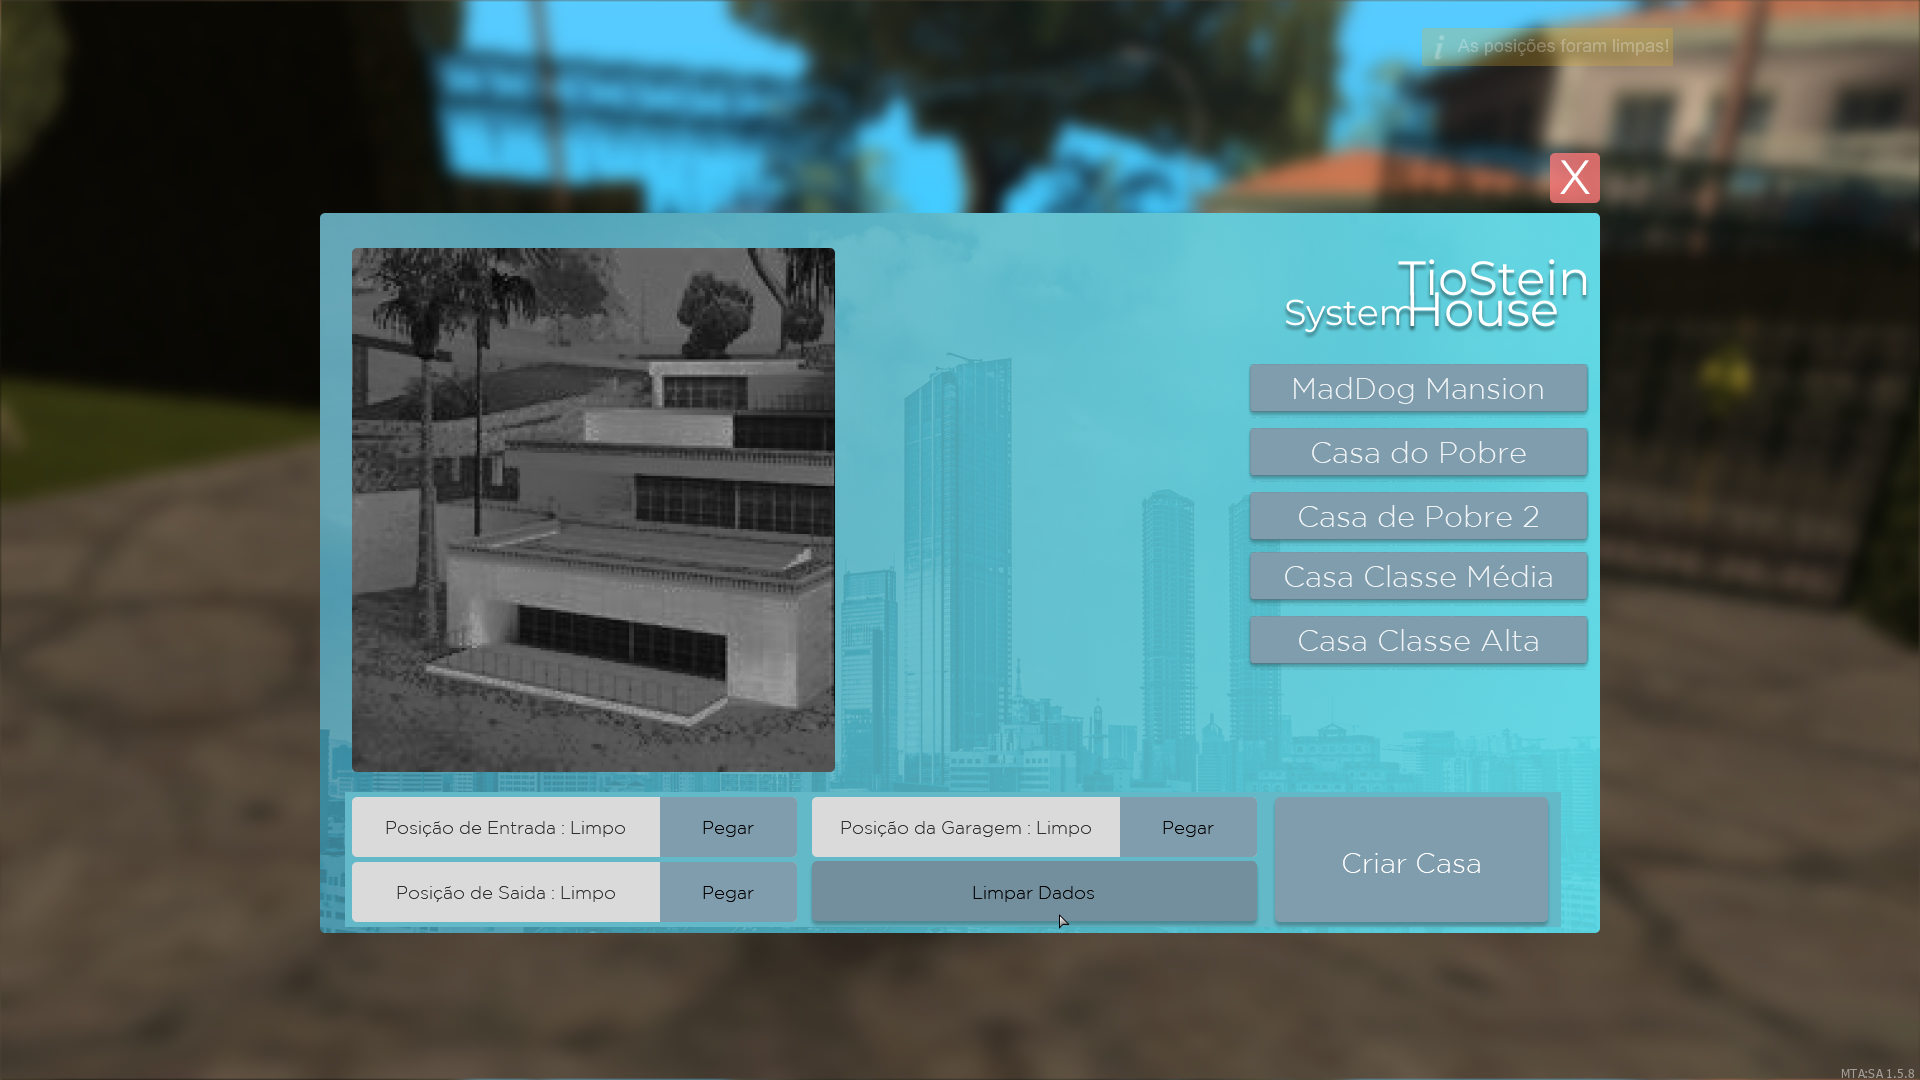 As posições foram limpas!
X
TioStein
System House
MadDog Mansion
Casa do Pobre
Casa de Pobre 2
Casa Classe Média
Casa Classe Alta
Posição de Entrada : Limpo
Pegar
Posição da Garagem : Limpo
Pegar
Criar Casa
Posição de Saida : Limpo
Pegar
Limpar Dados
MTA:SA 1.5.8